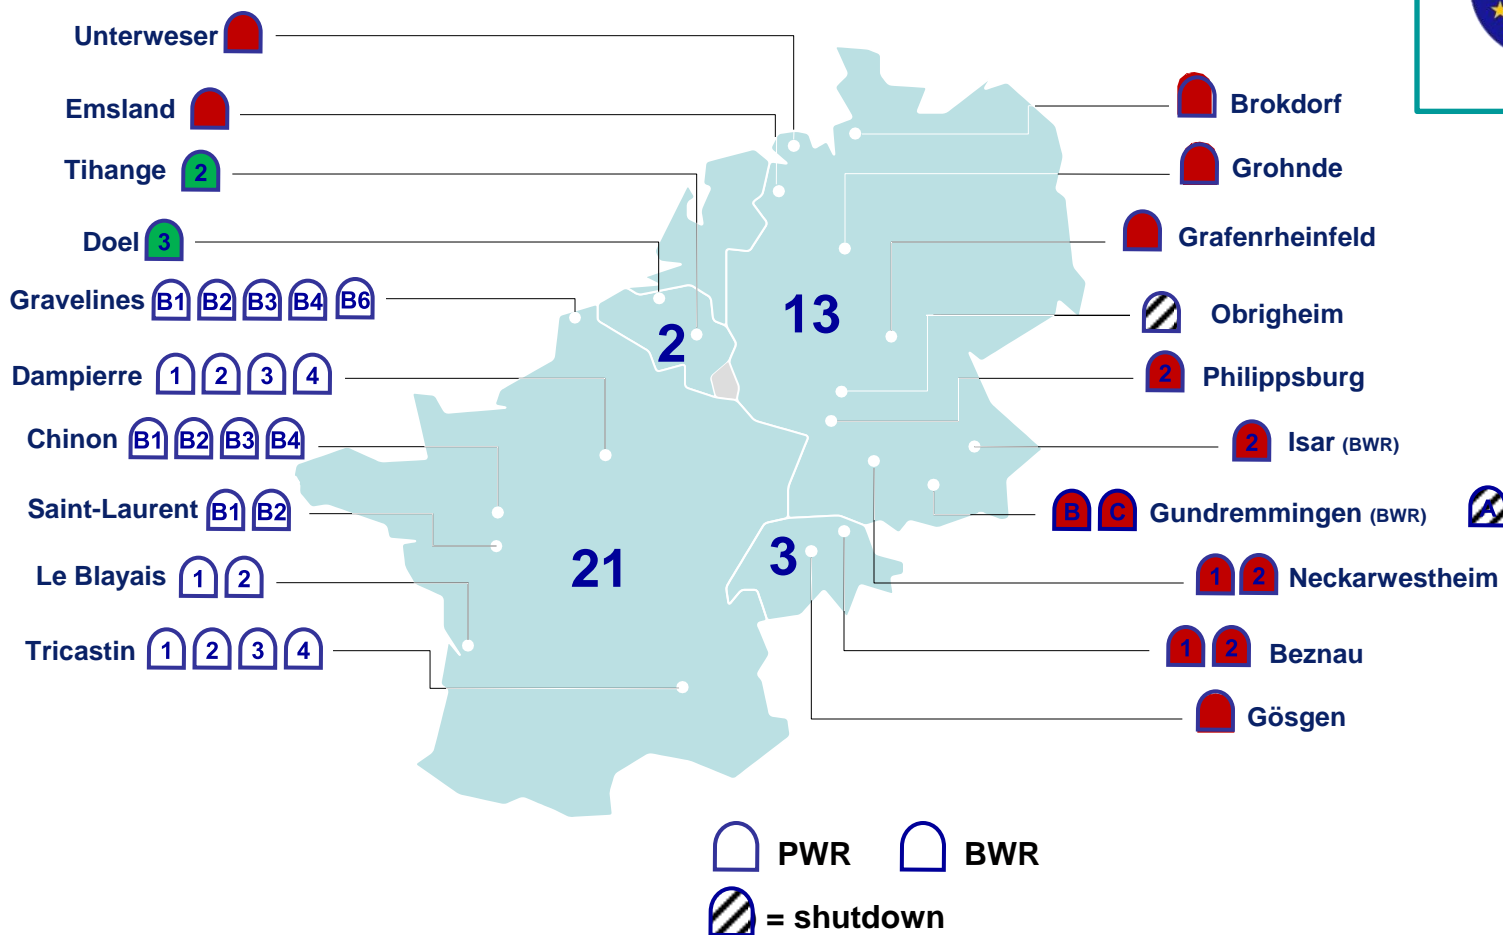 Unterweser
Emsland
Tihange 2
Doel 3
Gravelines B1 B2 B3 B4 B6
Dampierre 1 2 3 4
Chinon B1 B2 B3 B4
Saint-Laurent B1 B2
Le Blayais 1 2
Tricastin 1 2 3 4
13
2
21
3
Brokdorf
Grohnde
Grafenrheinfeld
Obrigheim
2 Philippsburg
2 Isar (BWR)
B C Gundremmingen (BWR) A
1 2 Neckarwestheim
1 2 Beznau
Gösgen
PWR BWR
= shutdown